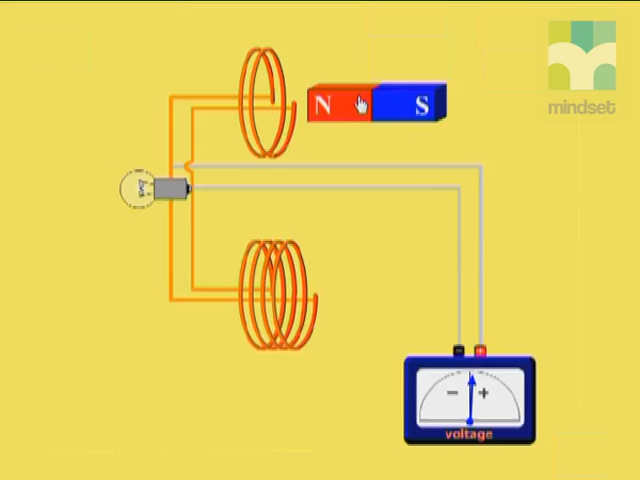 N S
mindset
- +
- +
voltage